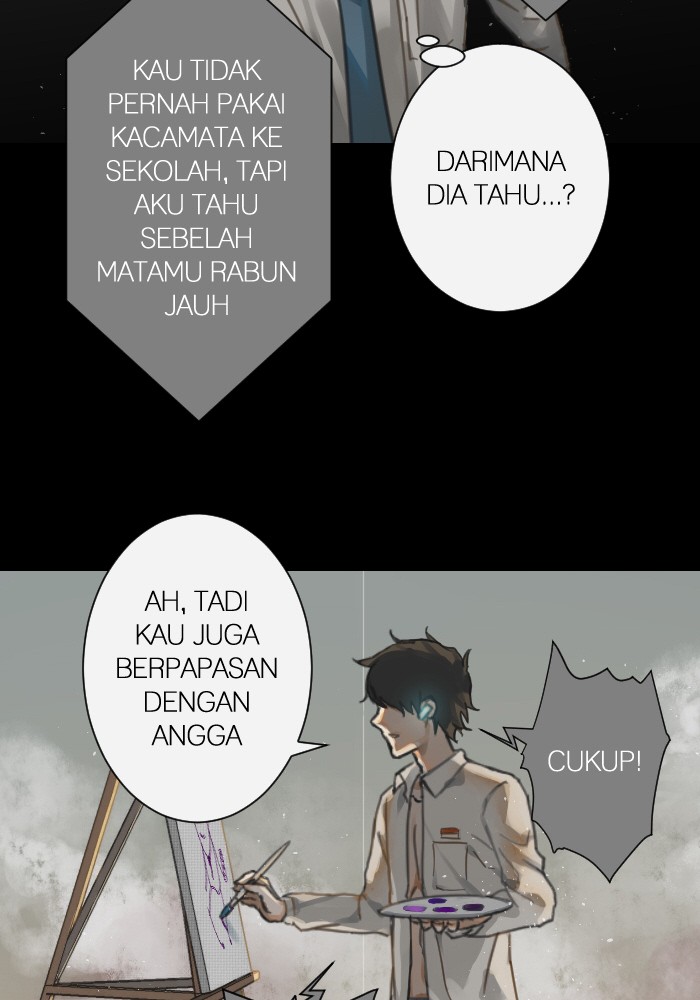 KAU TIDAK
PERNAH PAKAI
KACAMATA KE
SEKOLAH, TAPI
AKU TAHU
SEBELAH
MATAMU RABUN
JAUH
DARIMANA
DIA TAHU...?
AH, TADI
KAU JUGA
BERPAPASAN
DENGAN
ANGGA
CUKUP!